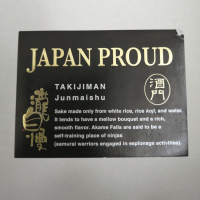 JAPAN PROUD
TAKIJIMAN
Junmaishu
酒門
Sake made only from white rice, rice koji, and water.
It tends to have a mellow bouquet and a rich,
smooth flavor. Akame Falls are said to be a
self-training place of ninjas
(samurai warriors engaged in espionage activities).